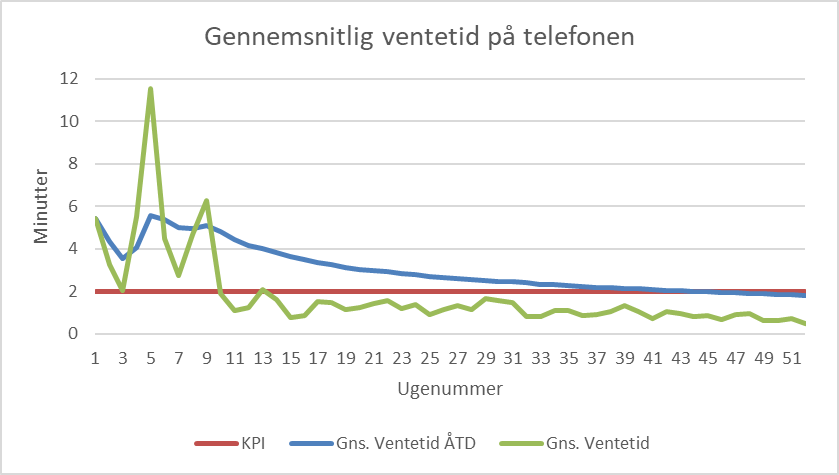 Gennemsnitlig ventetid på telefonen
Minutter
12
10
8
6
4
2
0
1 3 5 7 9 11 13 15 17 19 21 23 25 27 29 31 33 35 37 39 41 43 45 47 49 51
Ugenummer
KPI Gns. Ventetid ÅTD Gns. Ventetid